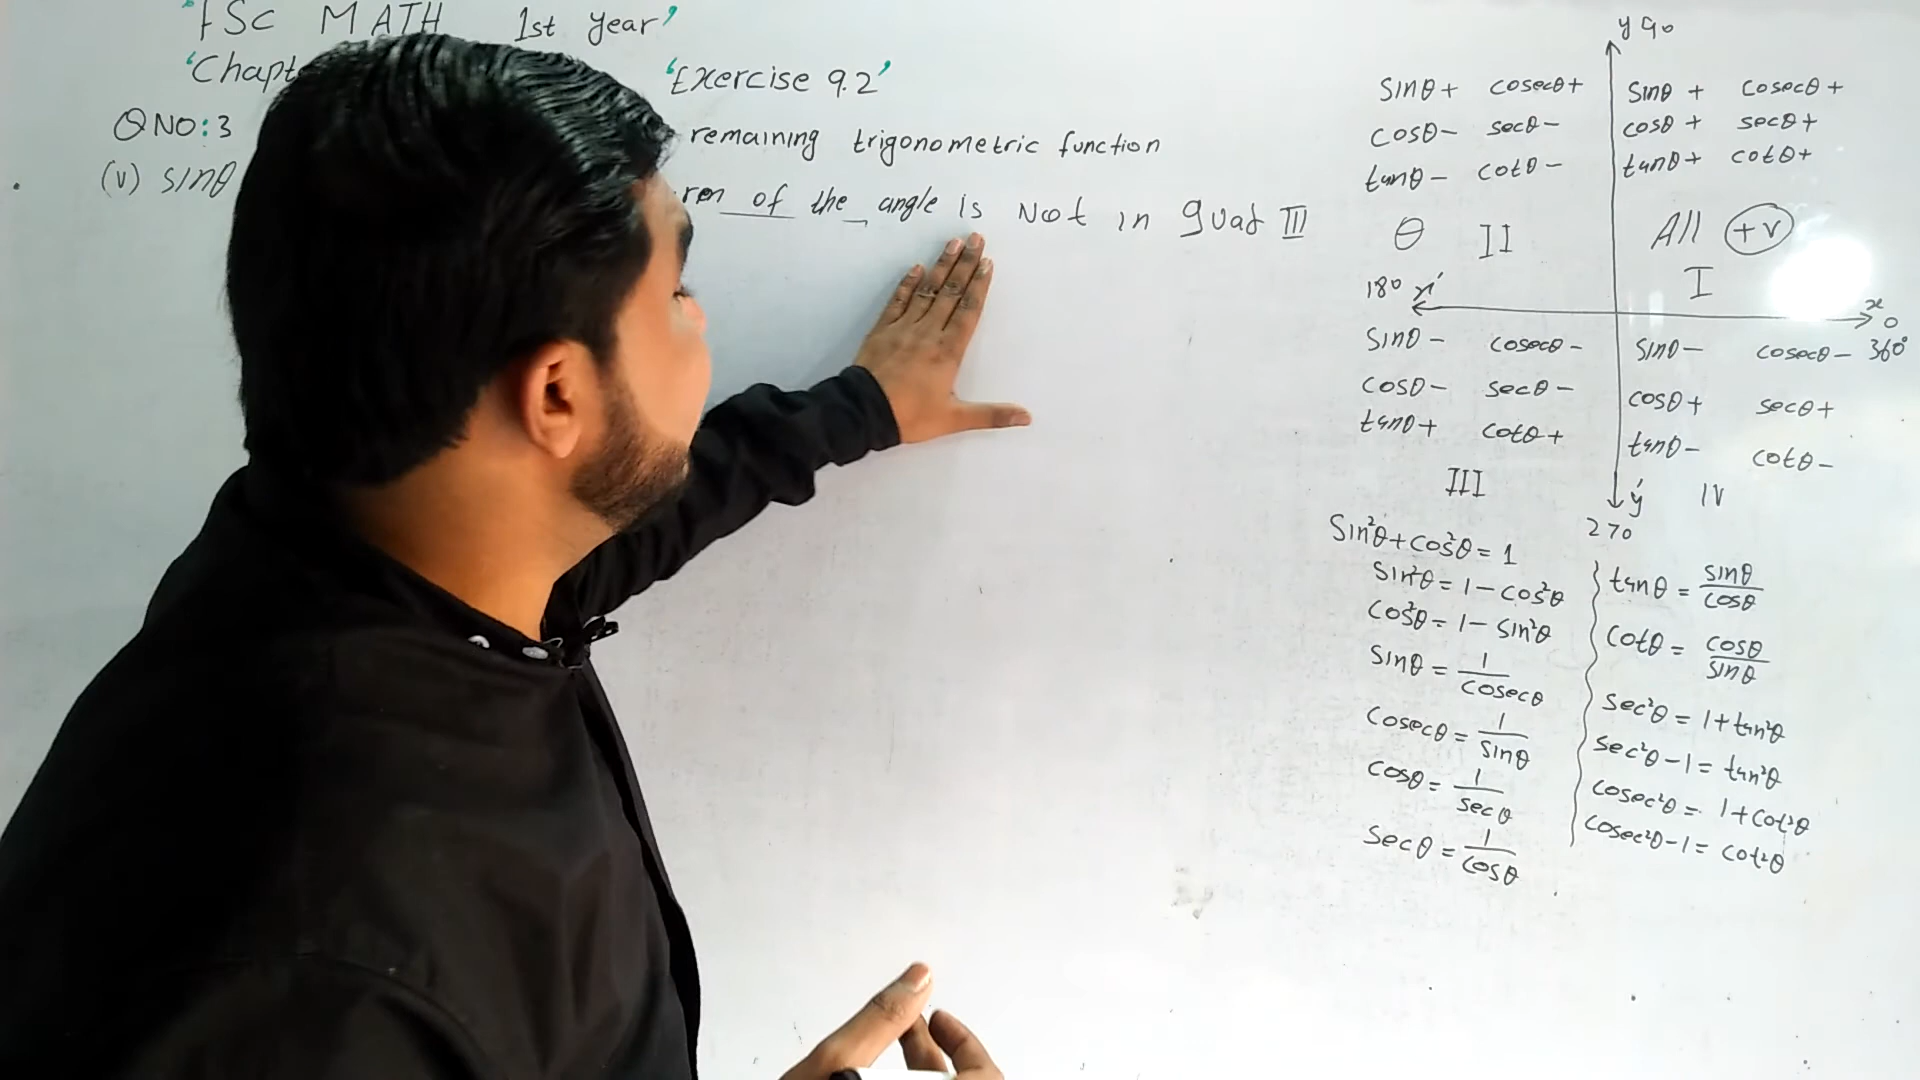 'FSc MATH 1st year'
'Chapt 'Exercise 9.2'
Q NO:3 remaining trigonometric function
(v) sinθ of the angle is Noot in quad III
y 90
sinθ+ cosecθ+
cosθ- secθ-
tanθ- cotθ-
θ II
sinθ + cosecθ +
cosθ + secθ+
tanθ+ cotθ+
All +v
I
180 x'
x 0
360°
sinθ - cosecθ -
cosθ- secθ -
tanθ+ cotθ+
III
sinθ- cosecθ-
cosθ+ secθ+
tanθ- cotθ-
IV
y'
270
Sin²θ+cos²θ = 1
Sin²θ = 1-cos²θ
Cos²θ = 1- sin²θ
Sinθ = 1/cosecθ
Cosecθ = 1/sinθ
Cosθ = 1/secθ
Secθ = 1/cosθ
tanθ = sinθ/cosθ
Cotθ = cosθ/sinθ
sec²θ = 1+tan²θ
sec²θ-1 = tan²θ
Cosec²θ = 1+cot²θ
Cosec²θ-1 = cot²θ